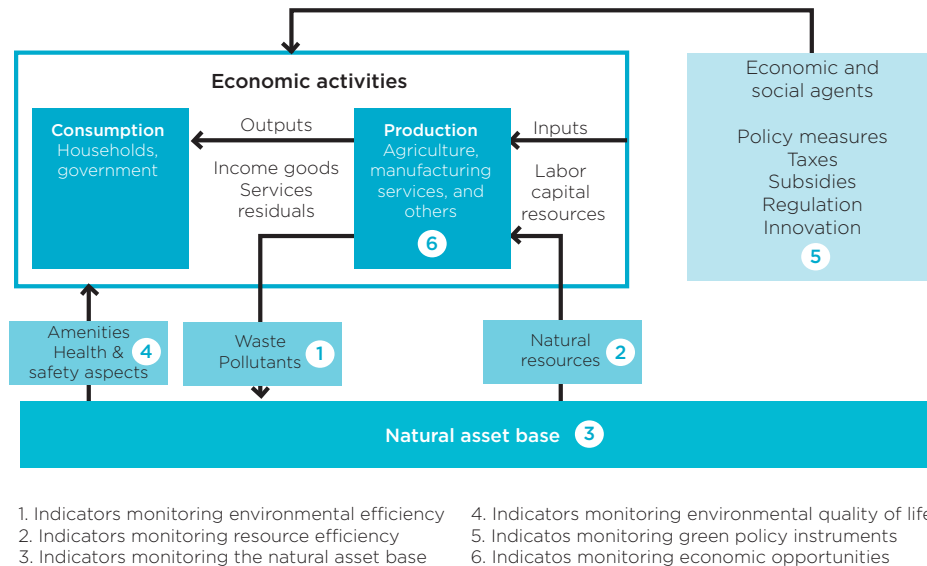 Economic activities
Consumption
Households,
government
Outputs
Income goods
Services
residuals
Production
Agriculture,
manufacturing
services, and
others
6
Inputs
Labor
capital
resources
Economic and
social agents
Policy measures
Taxes
Subsidies
Regulation
Innovation
5
Amenities
Health &
safety aspects
4
Waste
Pollutants
1
Natural
resources
2
Natural asset base 3
1. Indicators monitoring environmental efficiency
2. Indicators monitoring resource efficiency
3. Indicators monitoring the natural asset base
4. Indicators monitoring environmental quality of life
5. Indicatos monitoring green policy instruments
6. Indicatos monitoring economic opportunities